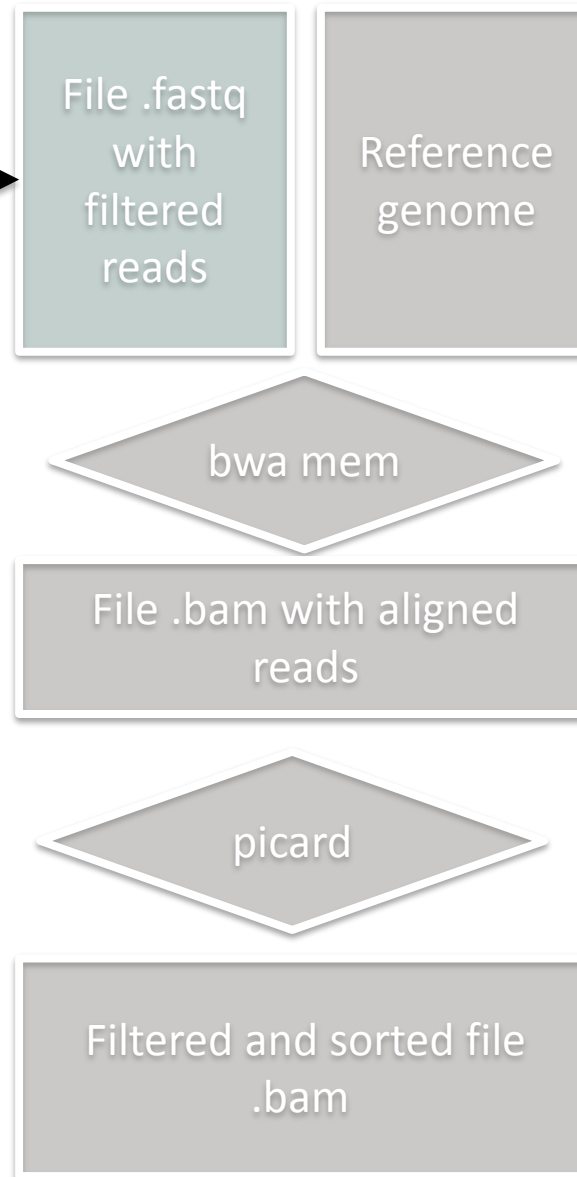 File .fastq
with
filtered
reads
Reference
genome
bwa mem
File .bam with aligned
reads
picard
Filtered and sorted file
.bam